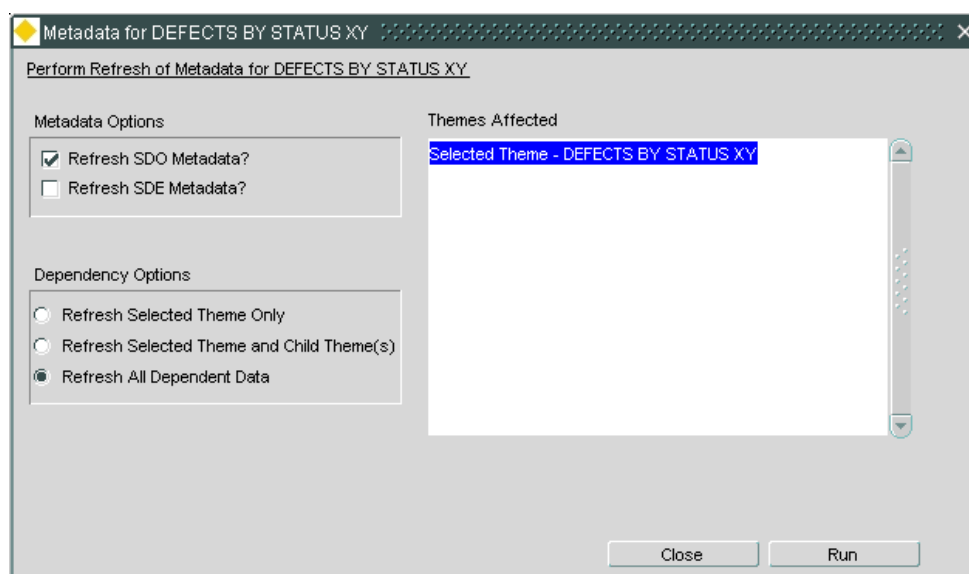 Metadata for DEFECTS BY STATUS XY
Perform Refresh of Metadata for DEFECTS BY STATUS XY
Metadata Options
Refresh SDO Metadata?
Refresh SDE Metadata?
Dependency Options
Refresh Selected Theme Only
Refresh Selected Theme and Child Theme(s)
Refresh All Dependent Data
Themes Affected
Selected Theme - DEFECTS BY STATUS XY
Close
Run